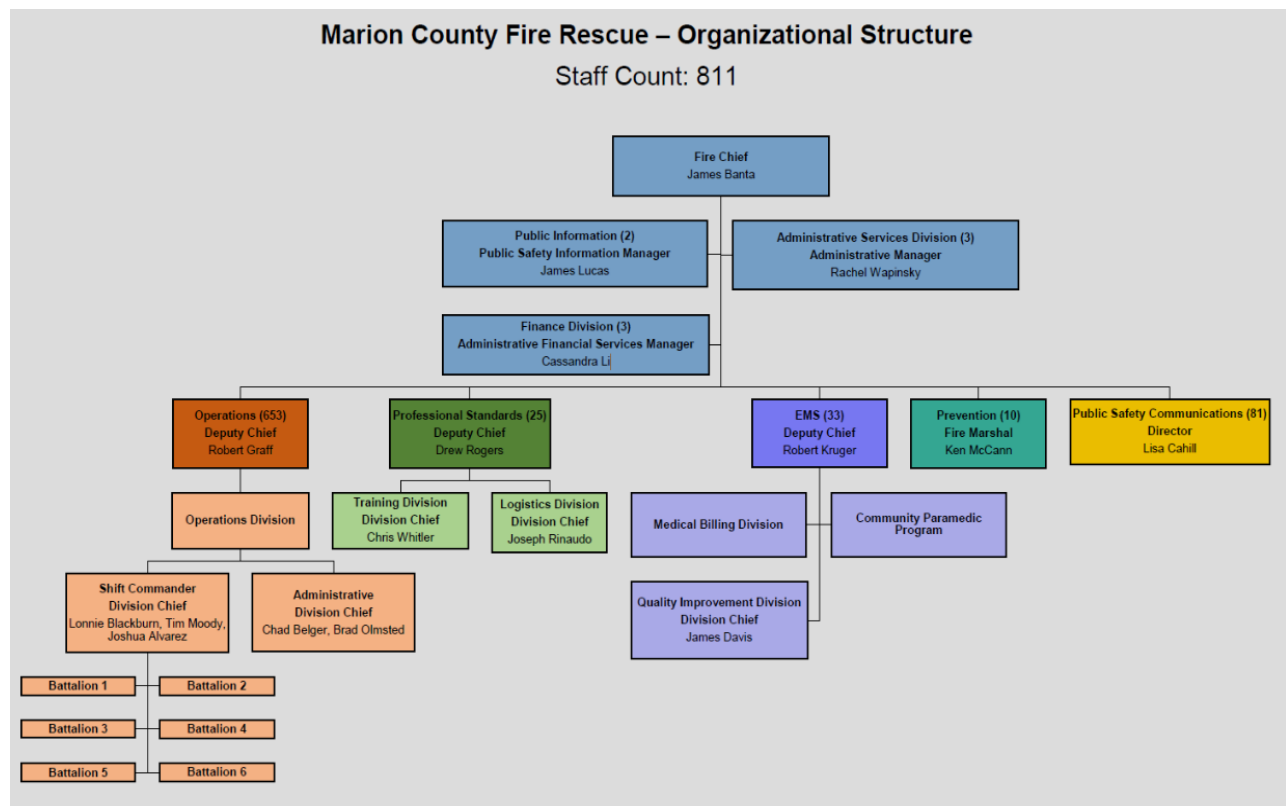 Marion County Fire Rescue – Organizational Structure
Staff Count: 811
Fire Chief
James Banta
Public Information (2)
Public Safety Information Manager
James Lucas
Administrative Services Division (3)
Administrative Manager
Rachel Wapinsky
Finance Division (3)
Administrative Financial Services Manager
Cassandra Li
Operations (653)
Deputy Chief
Robert Graff
Professional Standards (25)
Deputy Chief
Drew Rogers
EMS (33)
Deputy Chief
Robert Kruger
Prevention (10)
Fire Marshal
Ken McCann
Public Safety Communications (81)
Director
Lisa Cahill
Operations Division
Training Division
Division Chief
Chris Whitler
Logistics Division
Division Chief
Joseph Rinaudo
Medical Billing Division
Community Paramedic
Program
Shift Commander
Division Chief
Lonnie Blackburn, Tim Moody,
Joshua Alvarez
Administrative
Division Chief
Chad Belger, Brad Olmsted
Quality Improvement Division
Division Chief
James Davis
Battalion 1
Battalion 2
Battalion 3
Battalion 4
Battalion 5
Battalion 6